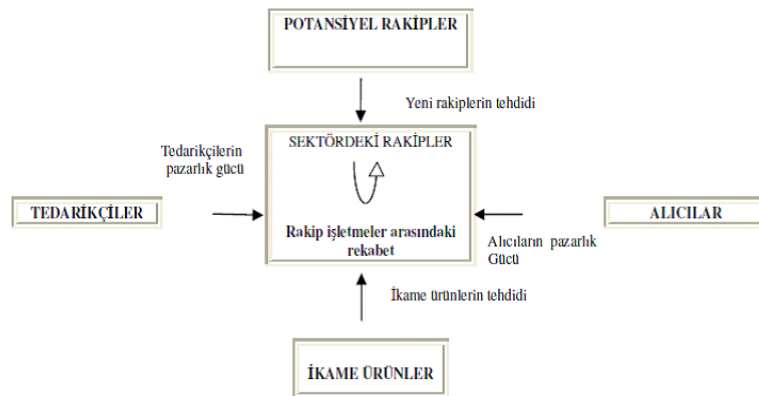 POTANSİYEL RAKİPLER
Yeni rakiplerin tehdidi
Tedarikçilerin
pazarlık gücü
SEKTÖRDEKİ RAKİPLER
TEDARİKÇİLER
Rakip işletmeler arasındaki
rekabet
ALICILAR
Alıcıların pazarlık
Gücü
İkame ürünlerin tehdidi
İKAME ÜRÜNLER